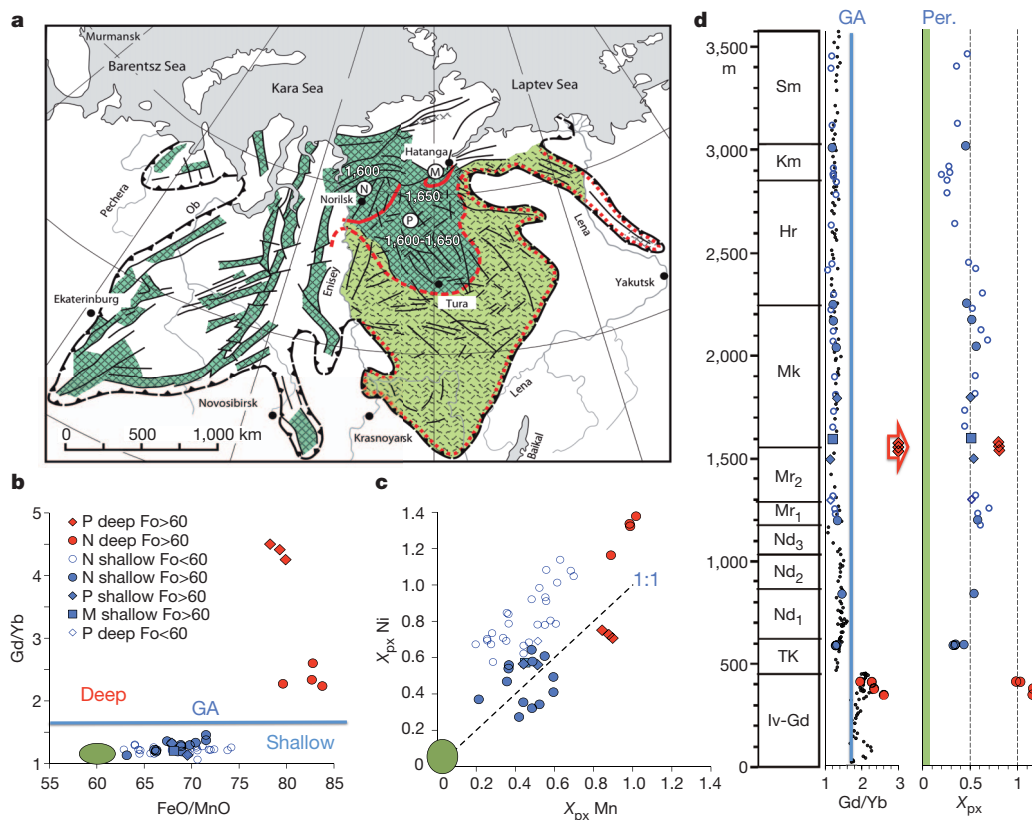 a
Murmansk
Barentsz Sea
Kara Sea
Laptev Sea
Hatanga
1,600
M
N
1,650
Norilsk
P
1,600-1,650
Pechera
Ob
Enisey
Lena
Yakutsk
Ekaterinburg
Tura
Novosibirsk
Lena
0 500 1,000 km
Krasnoyarsk
Baikal
b
5
4
3
2
1
Gd/Yb
P deep Fo>60
N deep Fo>60
N shallow Fo<60
N shallow Fo>60
P shallow Fo>60
M shallow Fo>60
P deep Fo<60
Deep
GA
Shallow
55 60 65 70 75 80 85
FeO/MnO
c
1.4
1.2
1.0
0.8
0.6
0.4
0.2
0
Xpx Ni
1:1
0 0.2 0.4 0.6 0.8 1.0 1.2 1.4
Xpx Mn
d
GA Per.
3,500
m
Sm
3,000
Km
Hr
2,500
2,000
Mk
1,500
Mr2
Mr1
Nd3
1,000
Nd2
Nd1
TK
500
Iv-Gd
0
1 2 3
Gd/Yb
0 0.5 1
Xpx